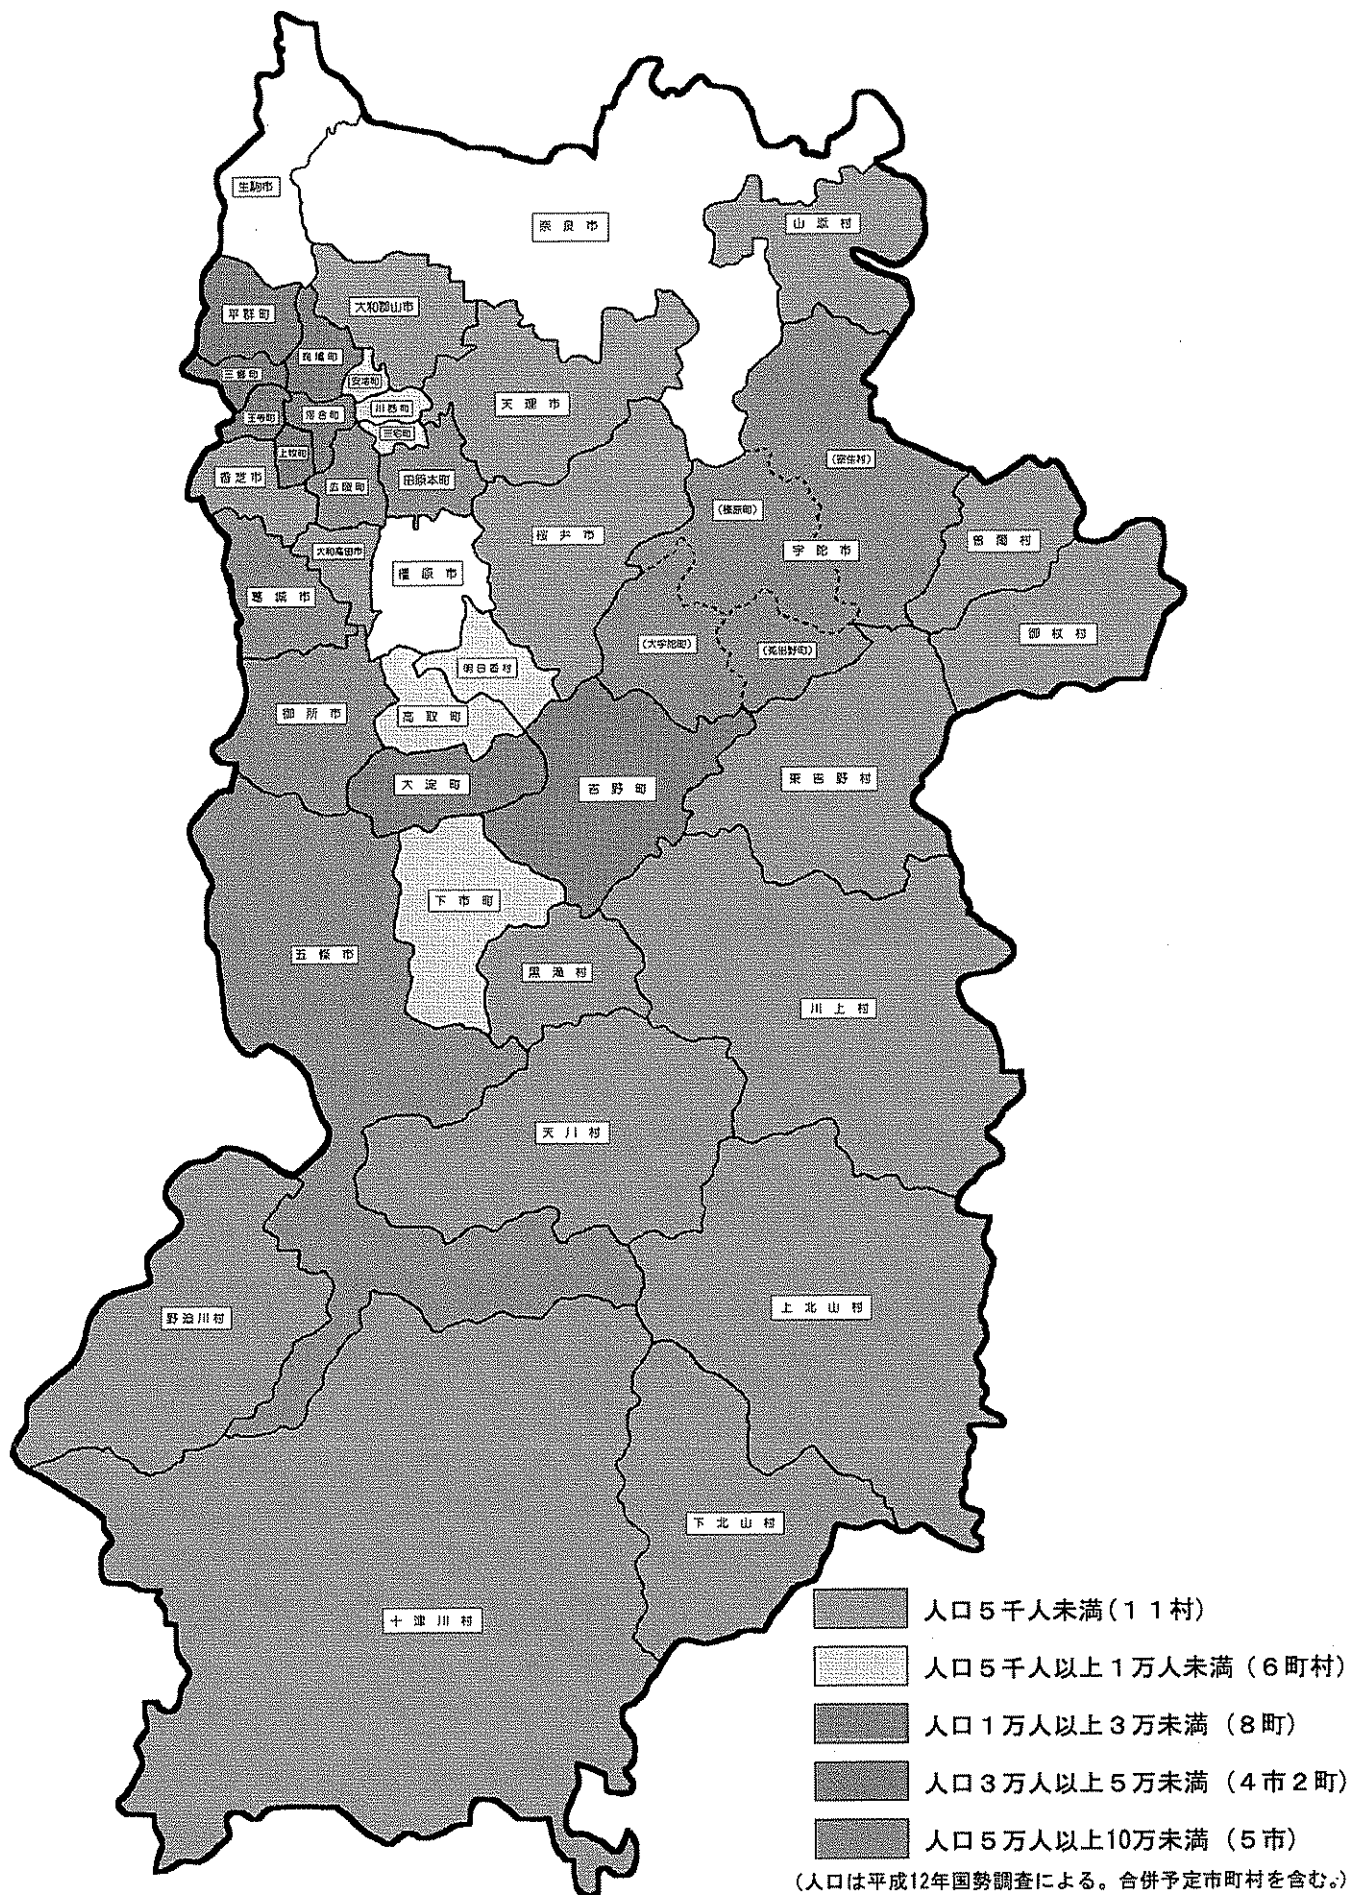 生駒市
奈良市
山添村
平群町
大和郡山市
斑鳩町
三郷町
安堵町
天理市
川西町
王寺町
河合町
三宅町
上牧町
(室生村)
香芝市
広陵町
田原本町
(榛原町)
桜井市
曽爾村
大和高田市
宇陀市
橿原市
葛城市
御杖村
(大宇陀町)
(菟田野町)
明日香村
御所市
高取町
東吉野村
大淀町
吉野町
下市町
五條市
黒滝村
川上村
天川村
上北山村
野迫川村
下北山村
十津川村
人口5千人未満(11村)
人口5千人以上1万人未満(6町村)
人口1万人以上3万未満(8町)
人口3万人以上5万未満(4市2町)
人口5万人以上10万未満(5市)
(人口は平成12年国勢調査による。合併予定市町村を含む。)